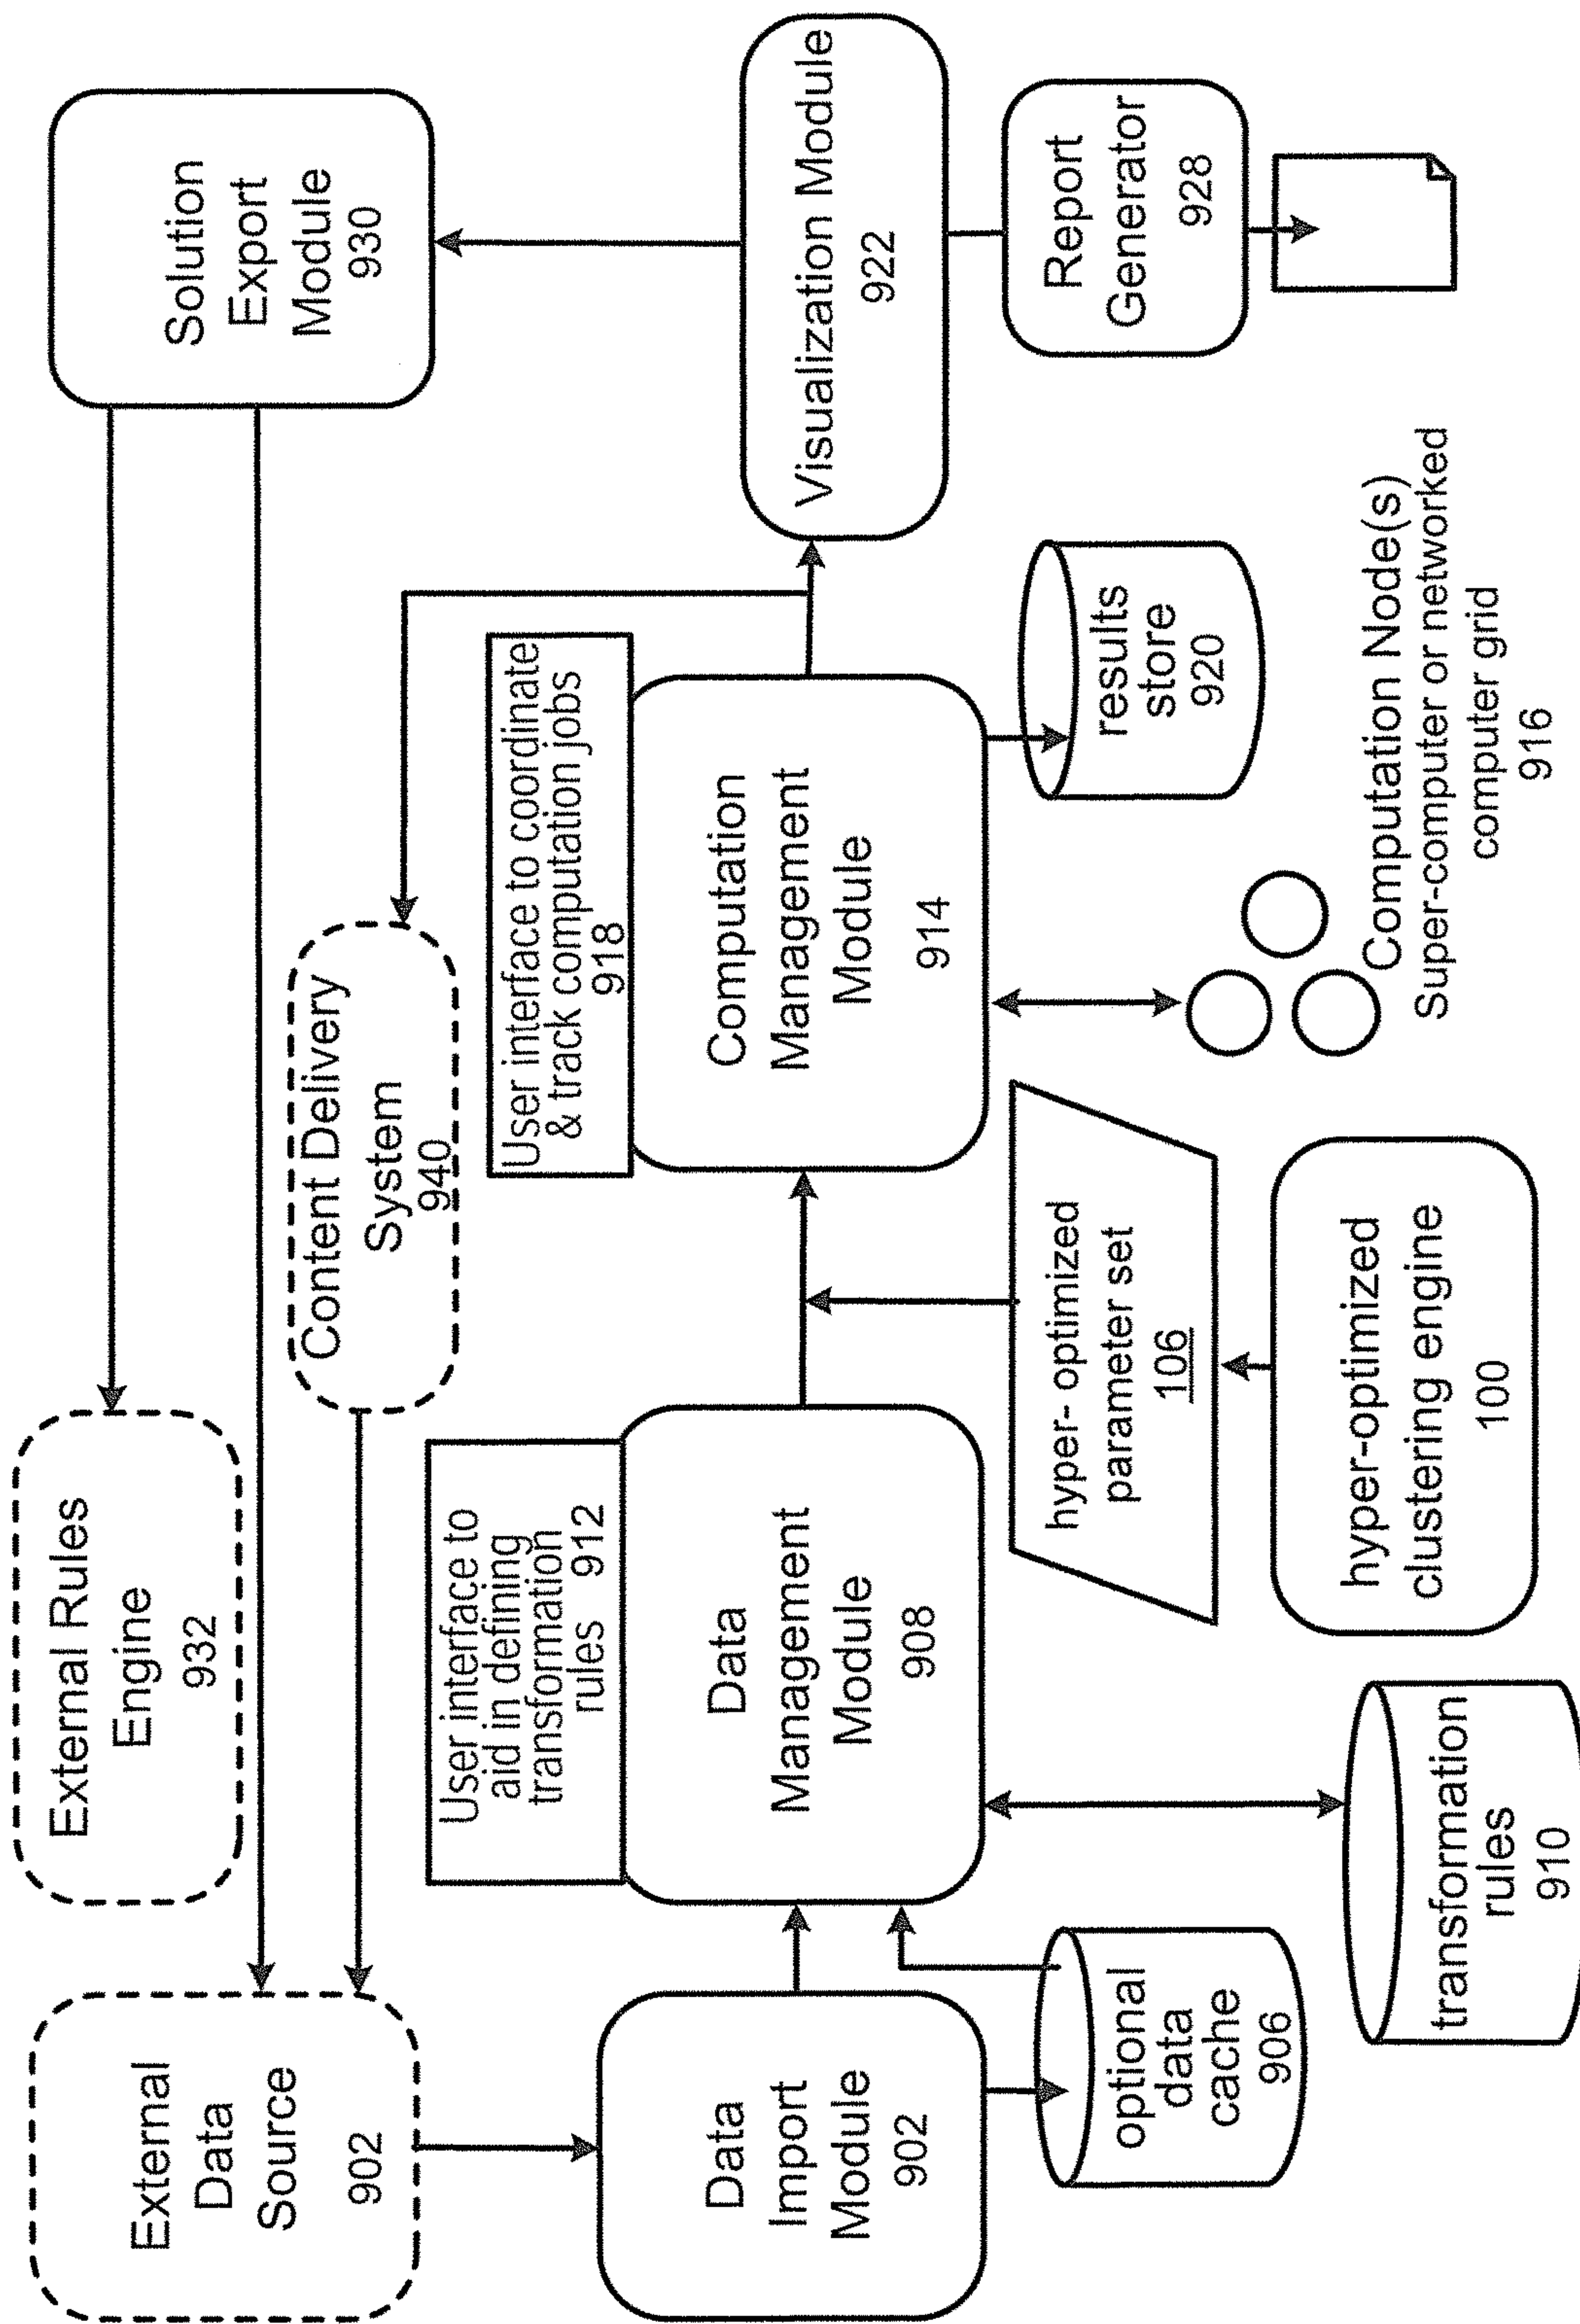 External
Data
Source
902
External Rules
Engine
932
Solution
Export
Module
930
Content Delivery
System
940
User interface to
aid in defining
transformation
rules 912
User interface to coordinate
& track computation jobs
918
Data
Import
Module
902
Data
Management
Module
908
Computation
Management
Module
914
Visualization Module
922
optional
data
cache
906
hyper- optimized
parameter set
106
results
store
920
Report
Generator
928
transformation
rules
910
hyper-optimized
clustering engine
100
Computation Node(s)
Super-computer or networked
computer grid
916